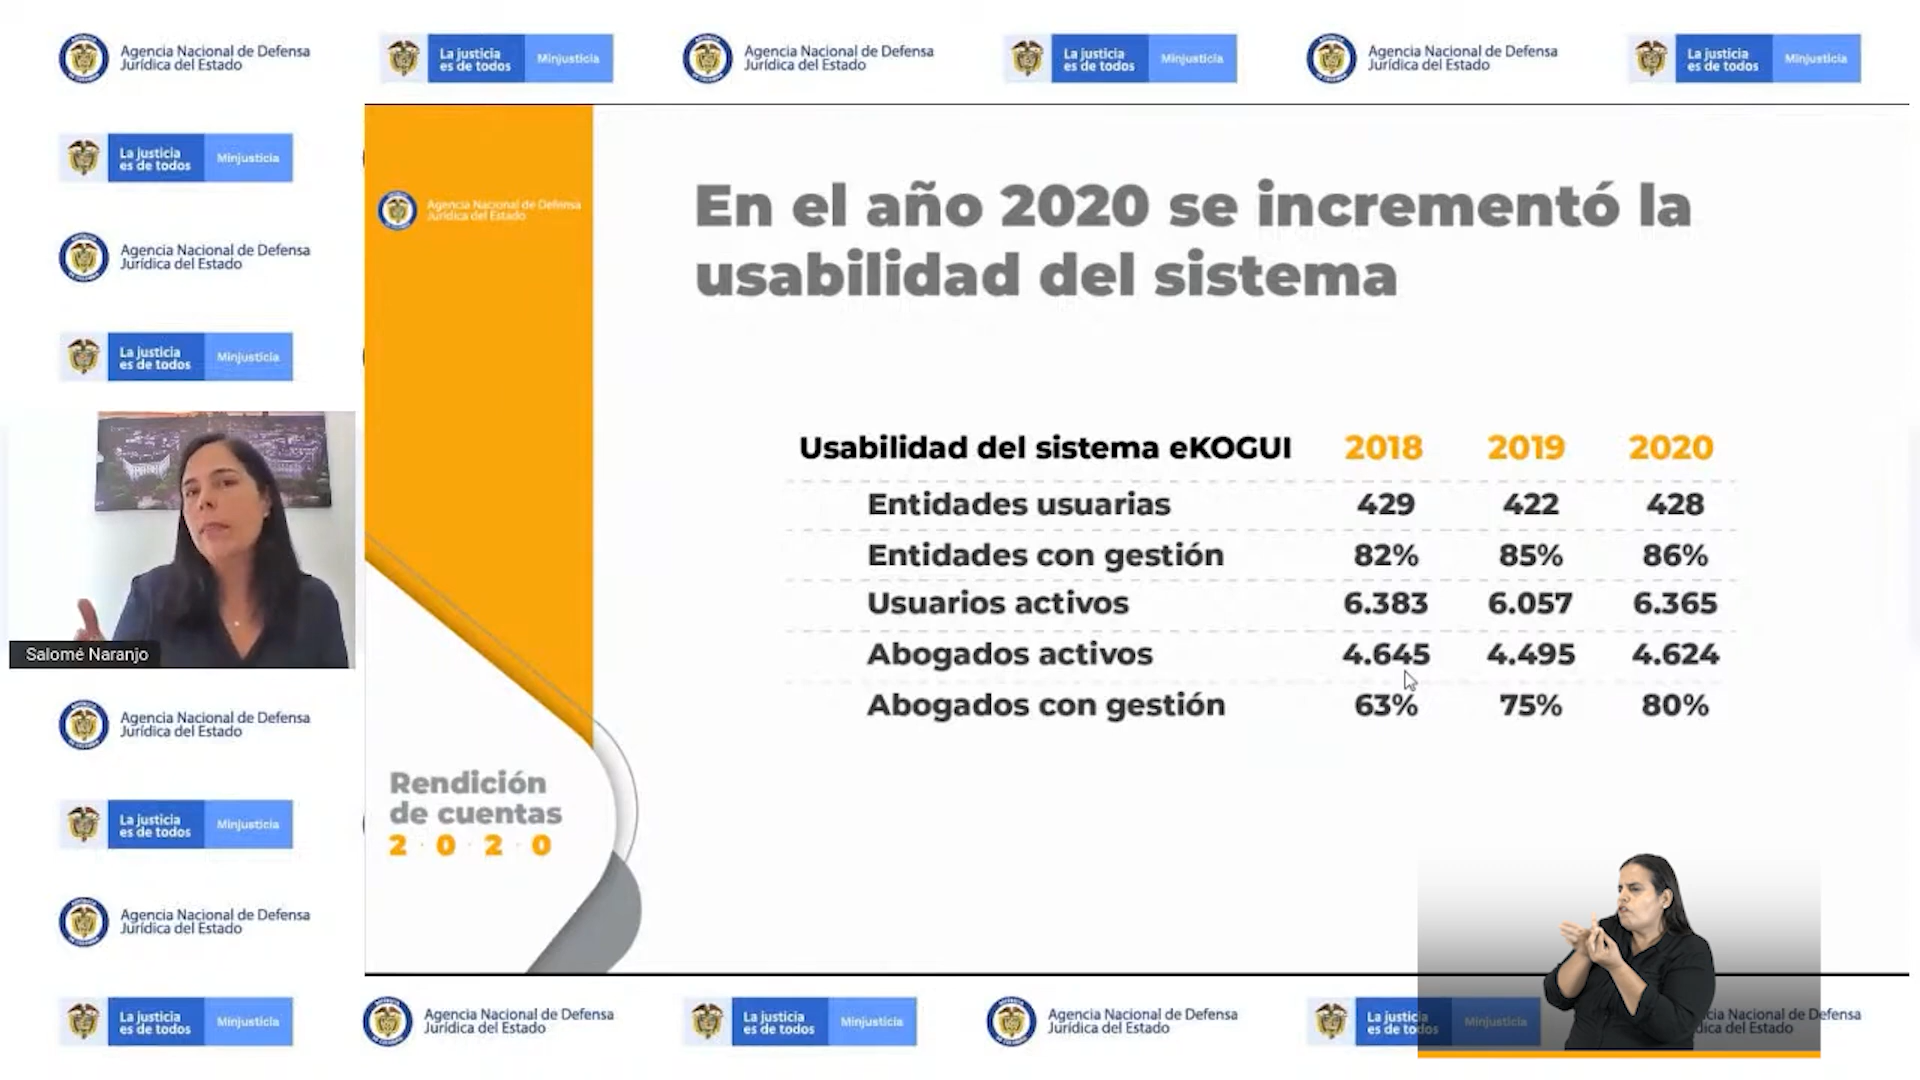 Agencia Nacional de Defensa
Jurídica del Estado
La justicia
es de todos
Minjusticia
Agencia Nacional de Defensa
Jurídica del Estado
La justicia
es de todos
Minjusticia
Agencia Nacional de Defensa
Jurídica del Estado
La justicia
es de todos
Minjusticia
La justicia
es de todos
Minjusticia
Agencia Nacional de Defensa
Jurídica del Estado
La justicia
es de todos
Minjusticia
Salomé Naranjo
Agencia Nacional de Defensa
Jurídica del Estado
La justicia
es de todos
Minjusticia
Agencia Nacional de Defensa
Jurídica del Estado
Agencia Nacional de Defensa
Jurídica del Estado
En el año 2020 se incrementó la
usabilidad del sistema
Usabilidad del sistema eKOGUI 2018 2019 2020
Entidades usuarias 429 422 428
Entidades con gestión 82% 85% 86%
Usuarios activos 6.383 6.057 6.365
Abogados activos 4.645 4.495 4.624
Abogados con gestión 63% 75% 80%
Rendición
de cuentas
2 · 0 · 2 · 0
La justicia
es de todos
Minjusticia
Agencia Nacional de Defensa
Jurídica del Estado
La justicia
es de todos
Minjusticia
Agencia Nacional de Defensa
Jurídica del Estado
La justicia
es de todos
Minjusticia
de Defensa
del Estado